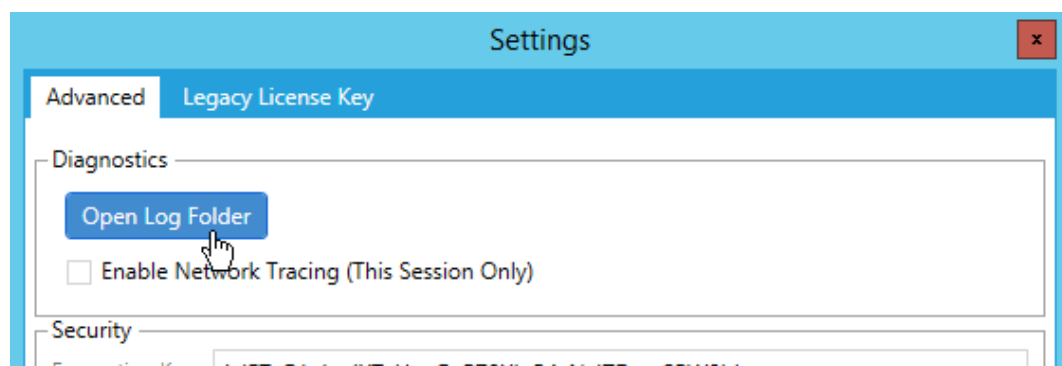 Settings
x
Advanced
Legacy License Key
Diagnostics
Open Log Folder
Enable Network Tracing (This Session Only)
Security